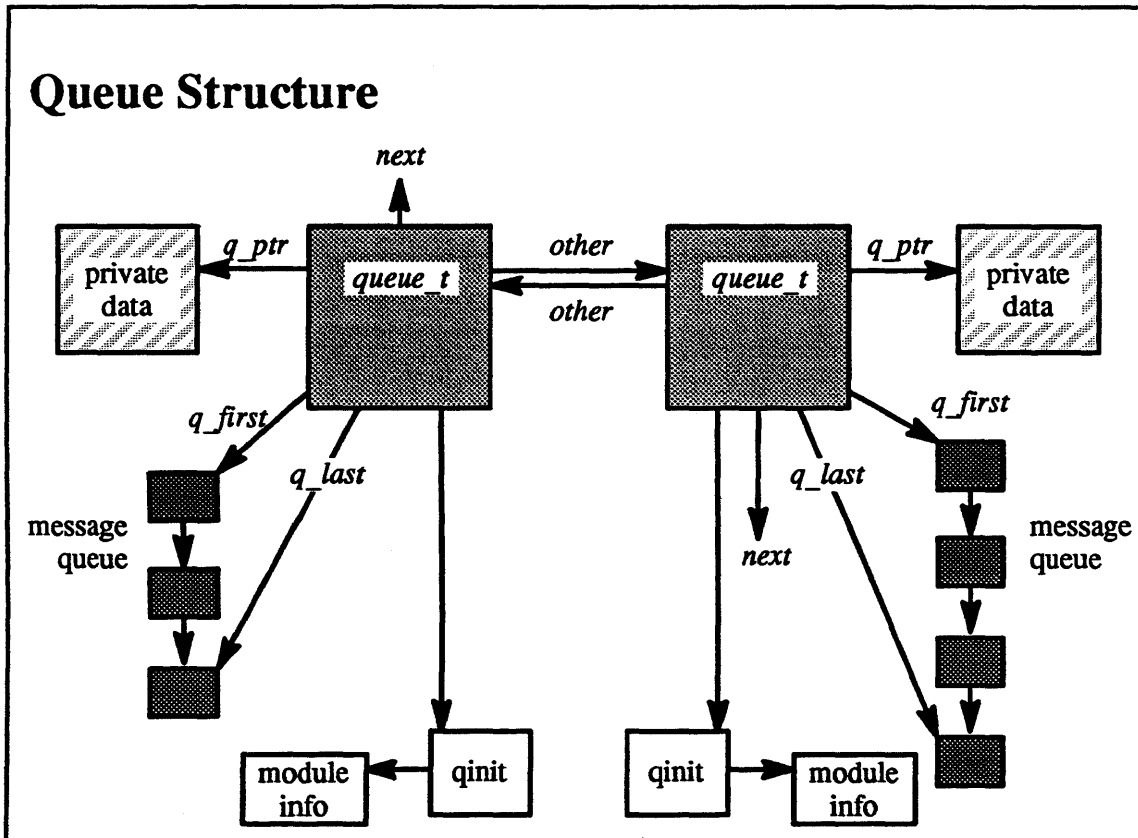 Queue Structure
next
private
data
q_ptr
queue_t
other
other
queue_t
q_ptr
private
data
q_first
q_last
message
queue
q_first
q_last
next
message
queue
module
info
qinit
qinit
module
info